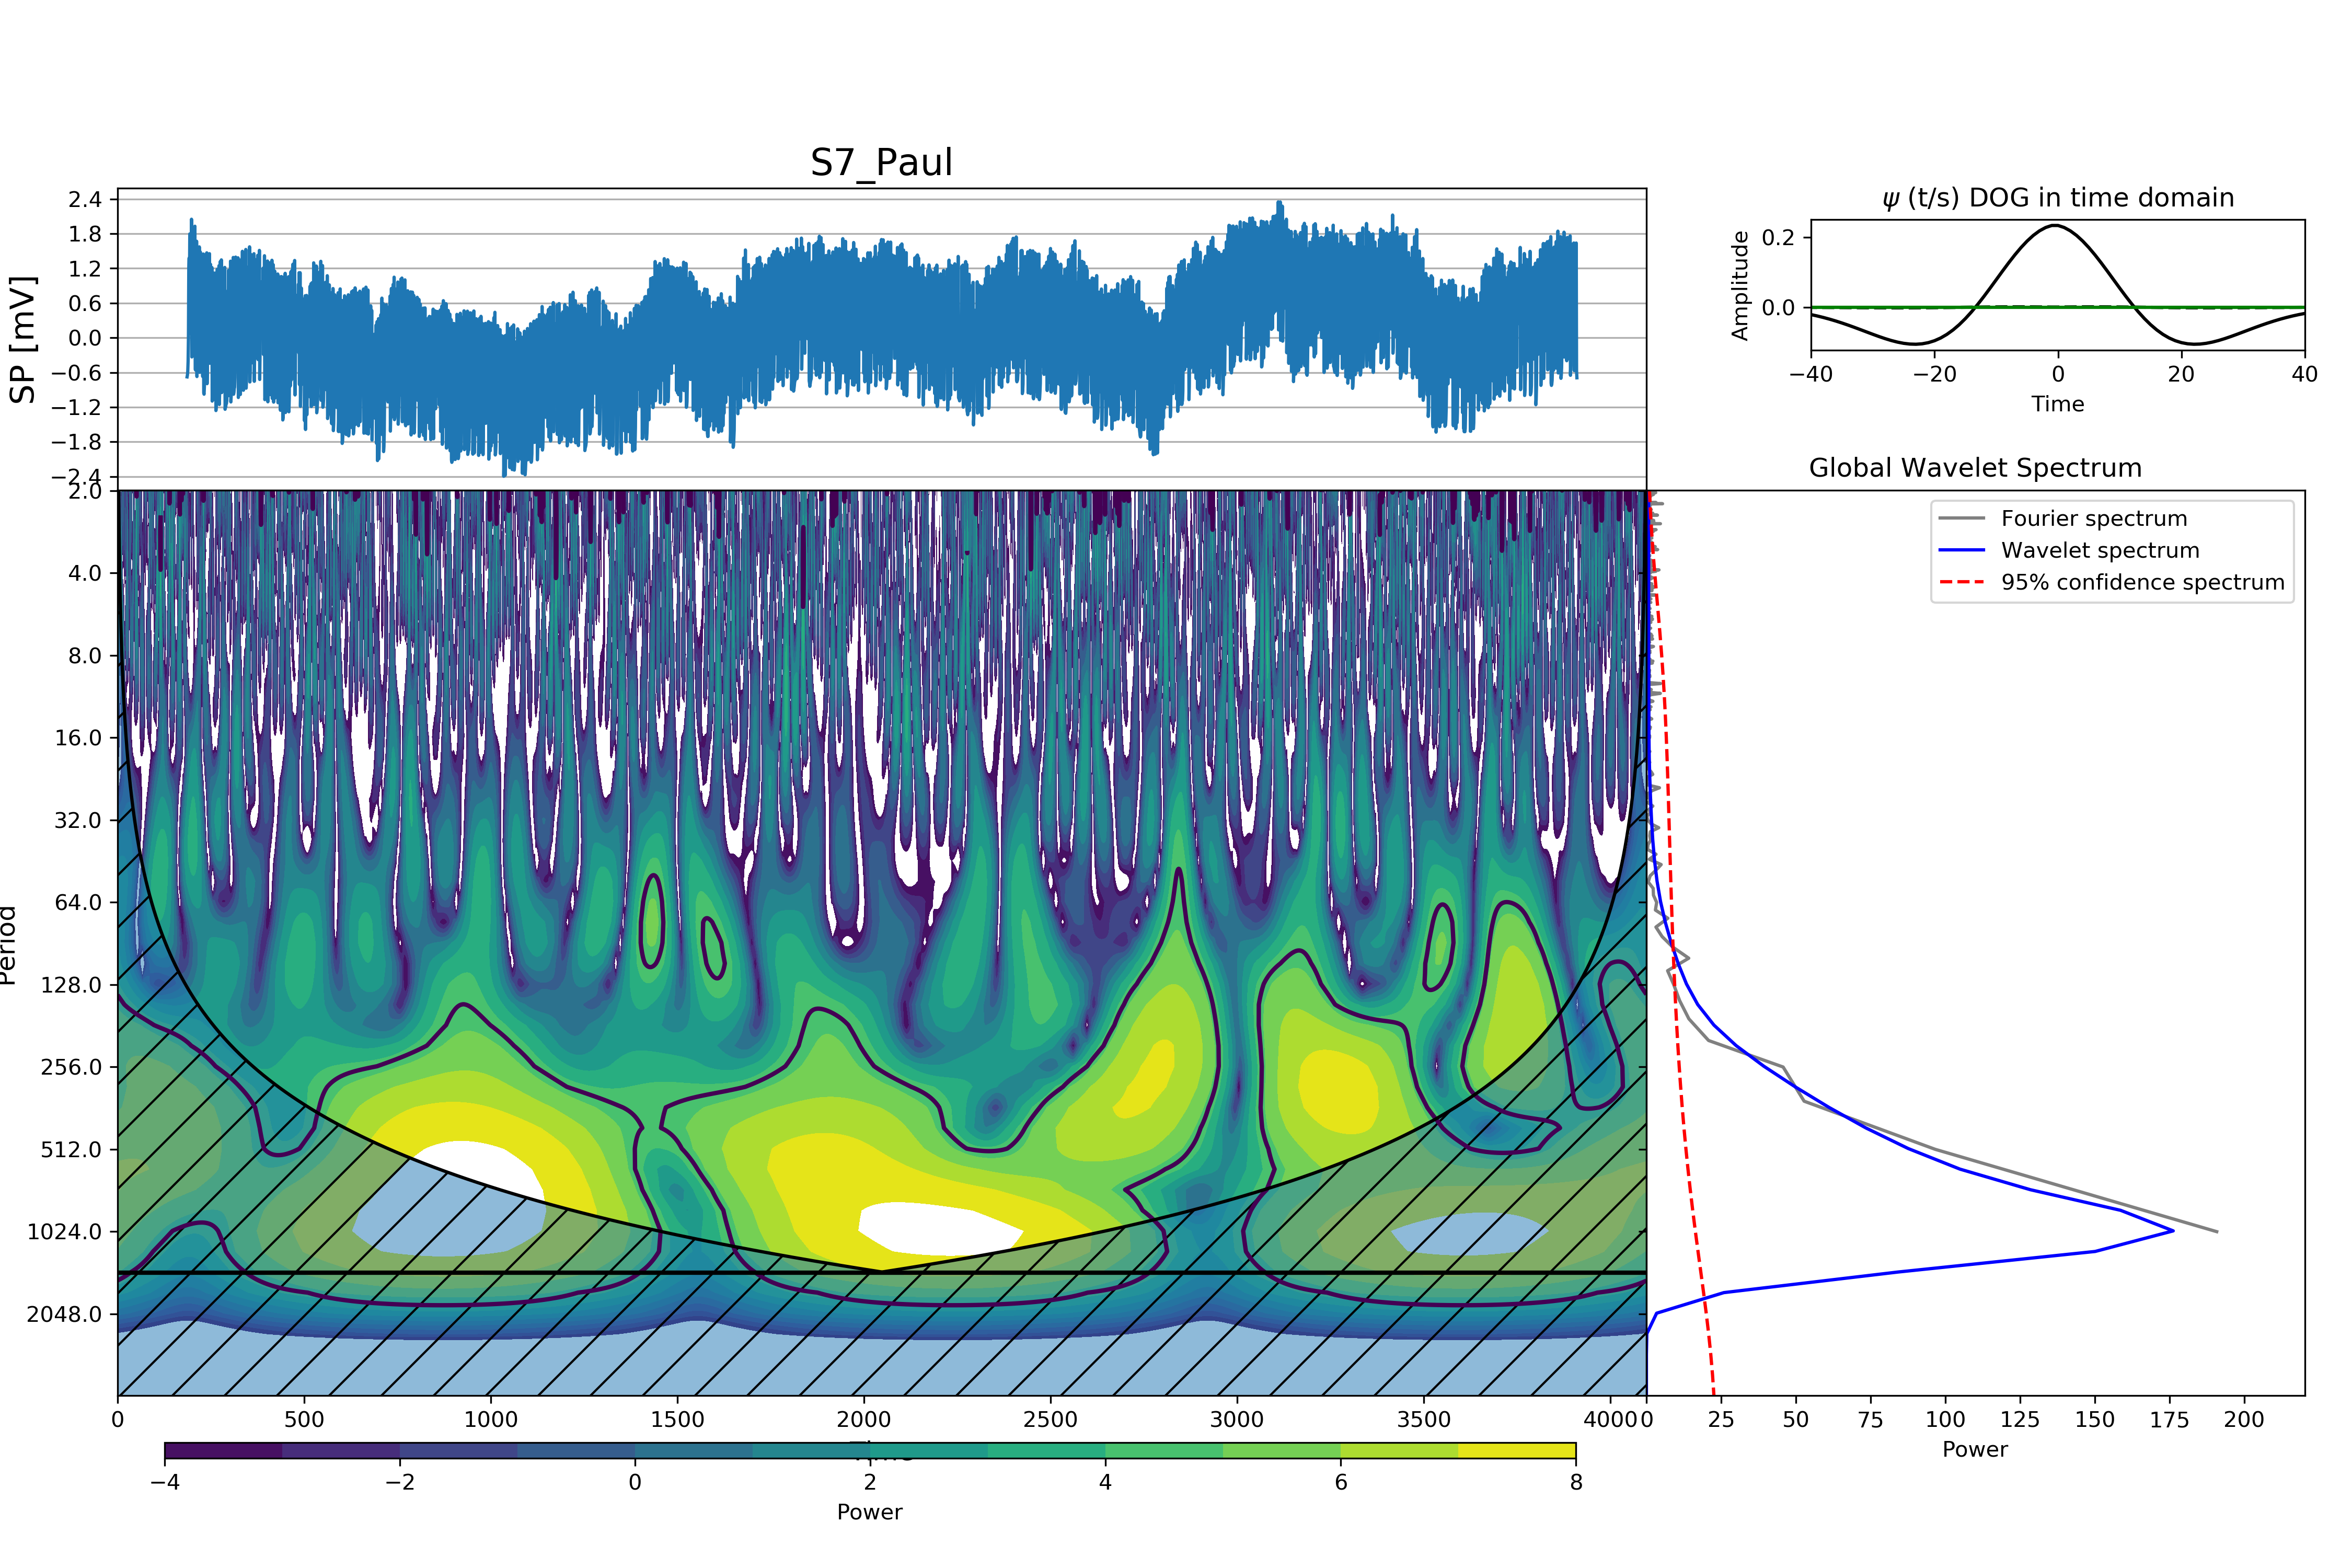 S7_Paul
SP [mV]
2.4
1.8
1.2
0.6
0.0
−0.6
−1.2
−1.8
−2.4
ψ (t/s) DOG in time domain
Amplitude
0.2
0.0
−40 −20 0 20 40
Time
Global Wavelet Spectrum
Fourier spectrum
Wavelet spectrum
95% confidence spectrum
Period
2.0
4.0
8.0
16.0
32.0
64.0
128.0
256.0
512.0
1024.0
2048.0
0 500 1000 1500 2000 2500 3000 3500 4000
0 25 50 75 100 125 150 175 200
Power
−4 −2 0 2 4 6 8
Power